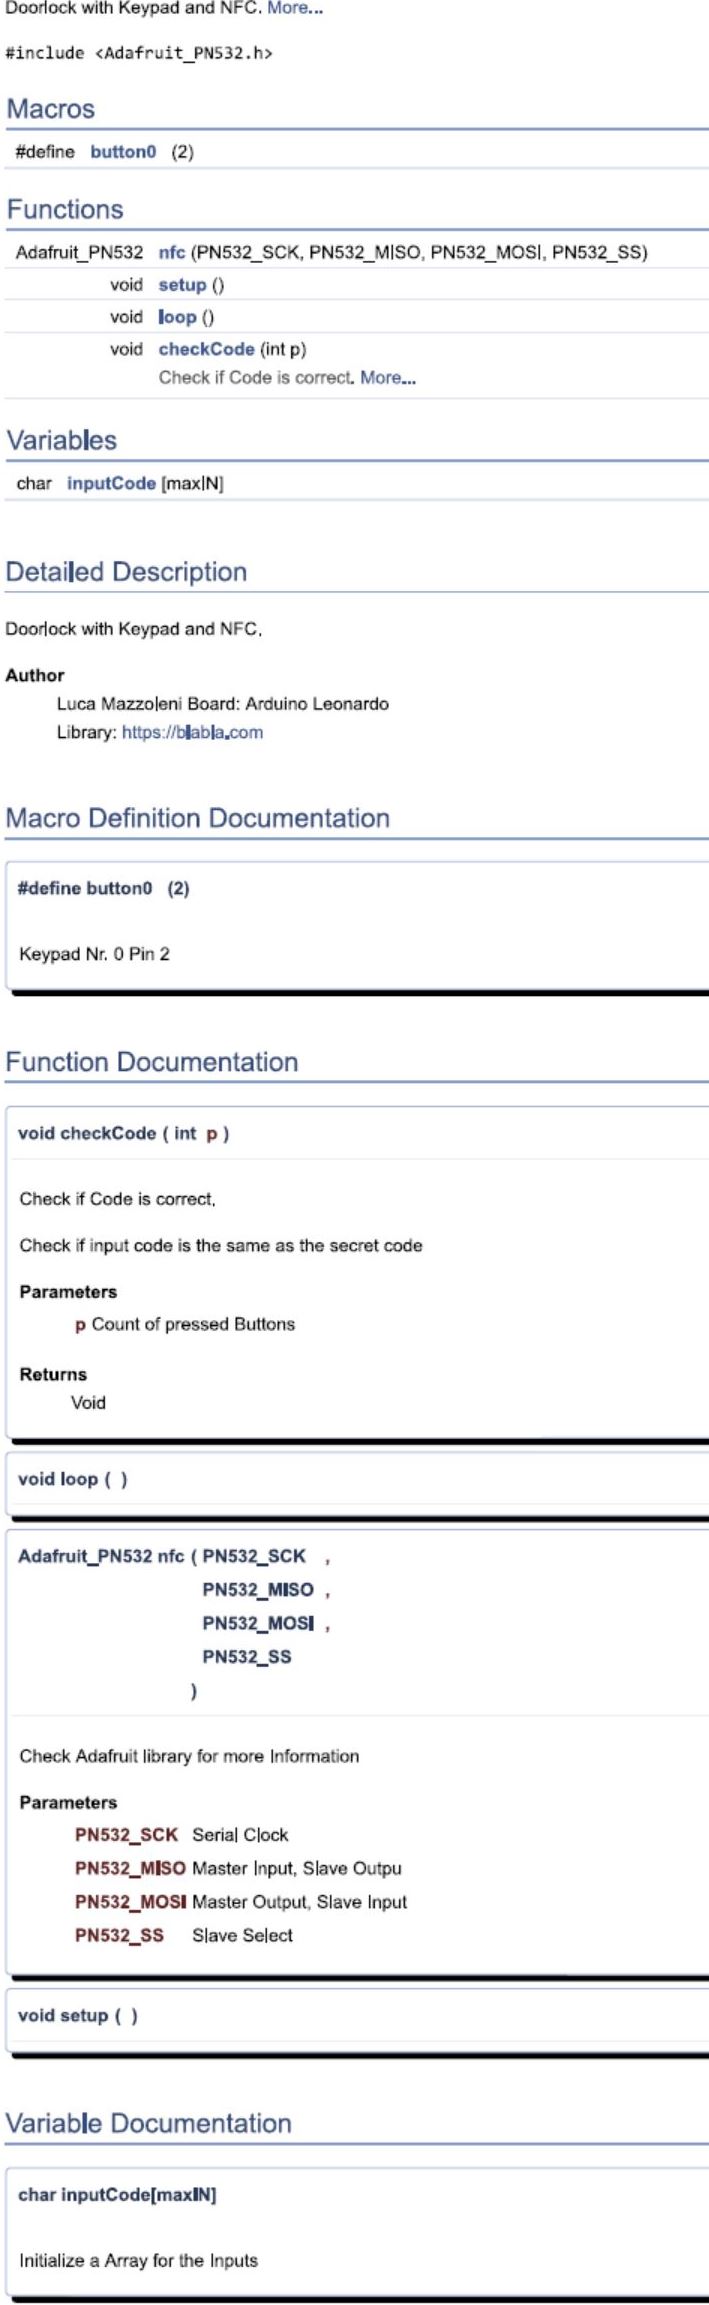 Doorlock with Keypad and NFC. More...
#include <Adafruit_PN532.h>
Macros
#define button0 (2)
Functions
Adafruit_PN532 nfc (PN532_SCK, PN532_MISO, PN532_MOSI, PN532_SS)
void setup ()
void loop ()
void checkCode (int p)
Check if Code is correct. More...
Variables
char inputCode [maxIN]
Detailed Description
Doorlock with Keypad and NFC.
Author
Luca Mazzoleni Board: Arduino Leonardo
Library: https://blabla.com
Macro Definition Documentation
#define button0 (2)
Keypad Nr. 0 Pin 2
Function Documentation
void checkCode ( int p )
Check if Code is correct.
Check if input code is the same as the secret code
Parameters
p Count of pressed Buttons
Returns
Void
void loop ( )
Adafruit_PN532 nfc ( PN532_SCK ,
PN532_MISO ,
PN532_MOSI ,
PN532_SS
)
Check Adafruit library for more Information
Parameters
PN532_SCK Serial Clock
PN532_MISO Master Input, Slave Outpu
PN532_MOSI Master Output, Slave Input
PN532_SS Slave Select
void setup ( )
Variable Documentation
char inputCode[maxIN]
Initialize a Array for the Inputs